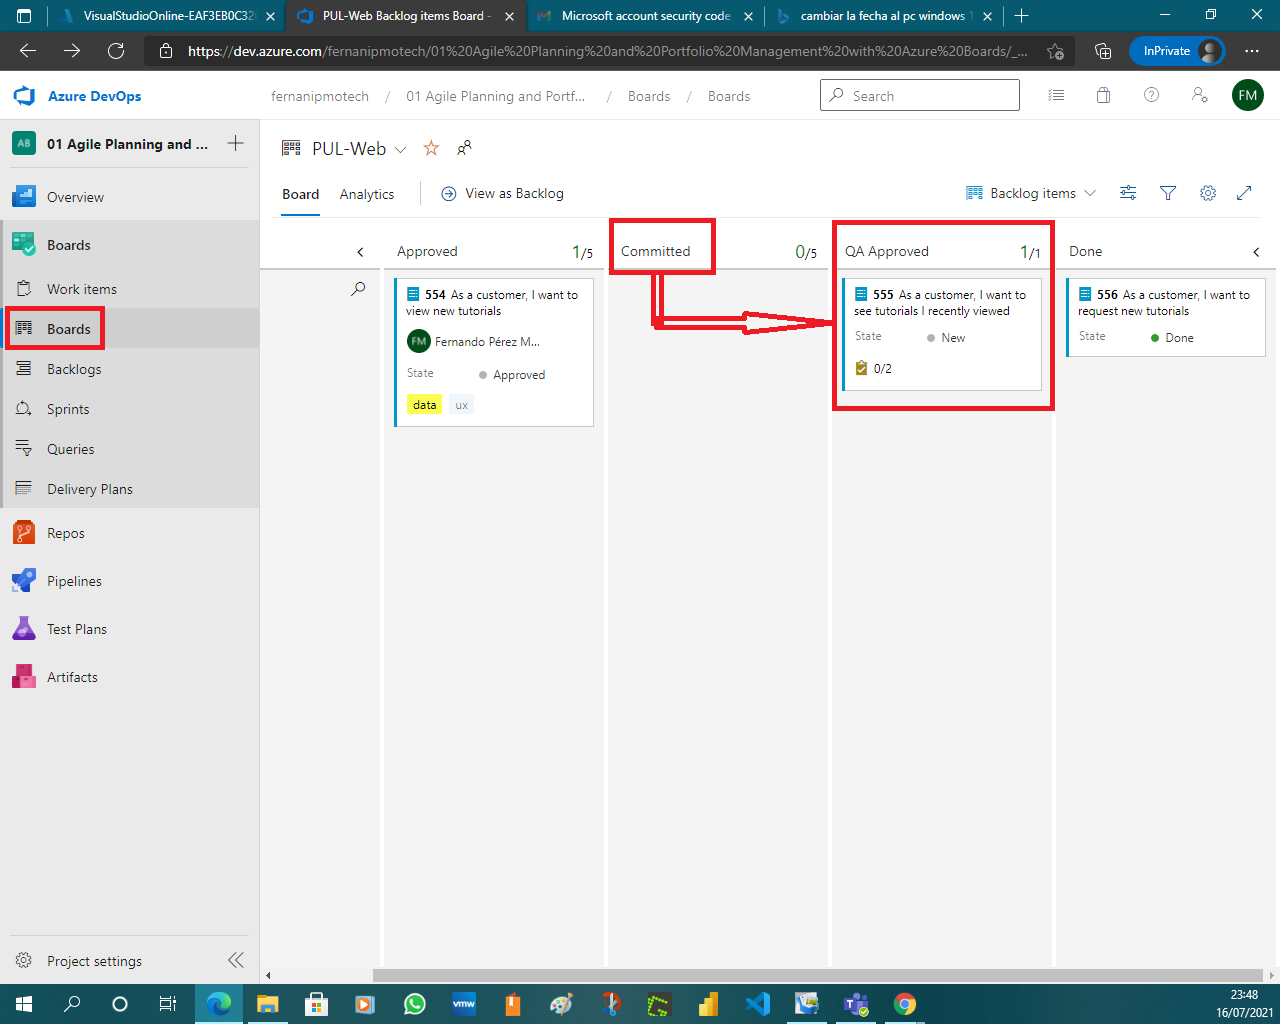 VisualStudioOnline-EAF3EB0C32
PUL-Web Backlog items Board -
Microsoft account security code
cambiar la fecha al pc windows 1
https://dev.azure.com/fernanipmotech/01%20Agile%20Planning%20and%20Portfolio%20Management%20with%20Azure%20Boards/_...
InPrivate
Azure DevOps
fernanipmotech / 01 Agile Planning and Portf... / Boards / Boards
Search
FM
AB 01 Agile Planning and ...
PUL-Web
Overview
Board Analytics View as Backlog
Backlog items
Boards
Approved 1/5
Committed 0/5
QA Approved 1/1
Done
Work items
Boards
Backlogs
Sprints
Queries
Delivery Plans
Repos
Pipelines
Test Plans
Artifacts
Project settings
554 As a customer, I want to
view new tutorials
FM Fernando Pérez M...
State Approved
data ux
555 As a customer, I want to
see tutorials I recently viewed
State New
0/2
556 As a customer, I want to
request new tutorials
State Done
vmw
23:48
16/07/2021